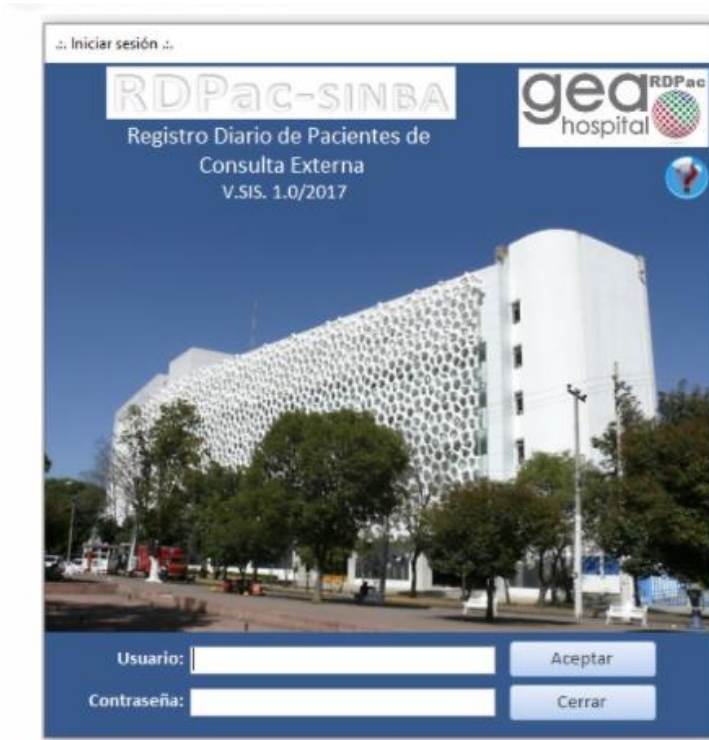 .:. Iniciar sesión .:.
RDPac-SINBA
gea RDPac
hospital
Registro Diario de Pacientes de
Consulta Externa
V.SIS. 1.0/2017
?
Usuario:
Aceptar
Contraseña:
Cerrar